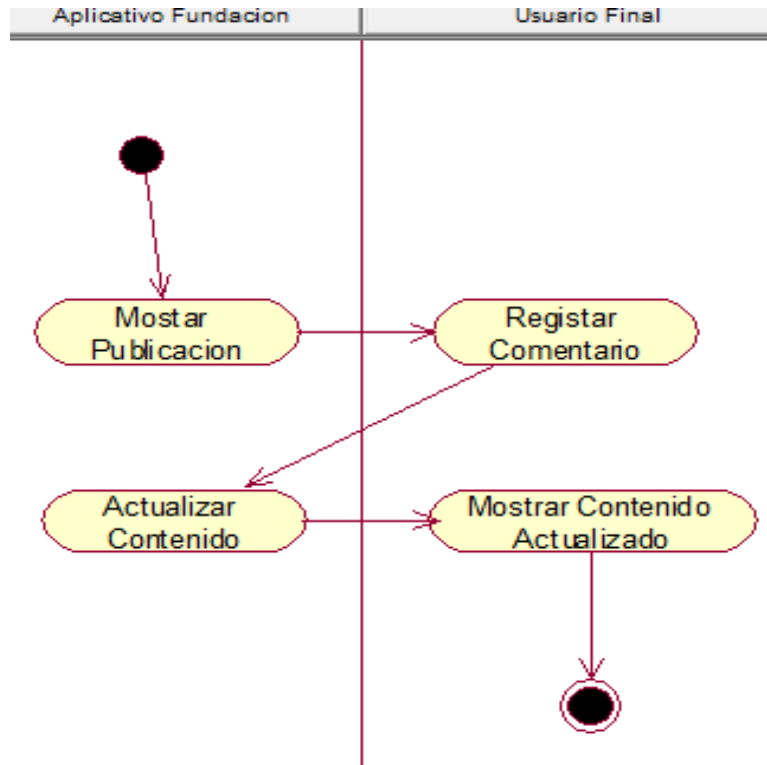 Aplicativo Fundacion
Usuario Final
Mostar
Publicacion
Registar
Comentario
Actualizar
Contenido
Mostrar Contenido
Actualizado